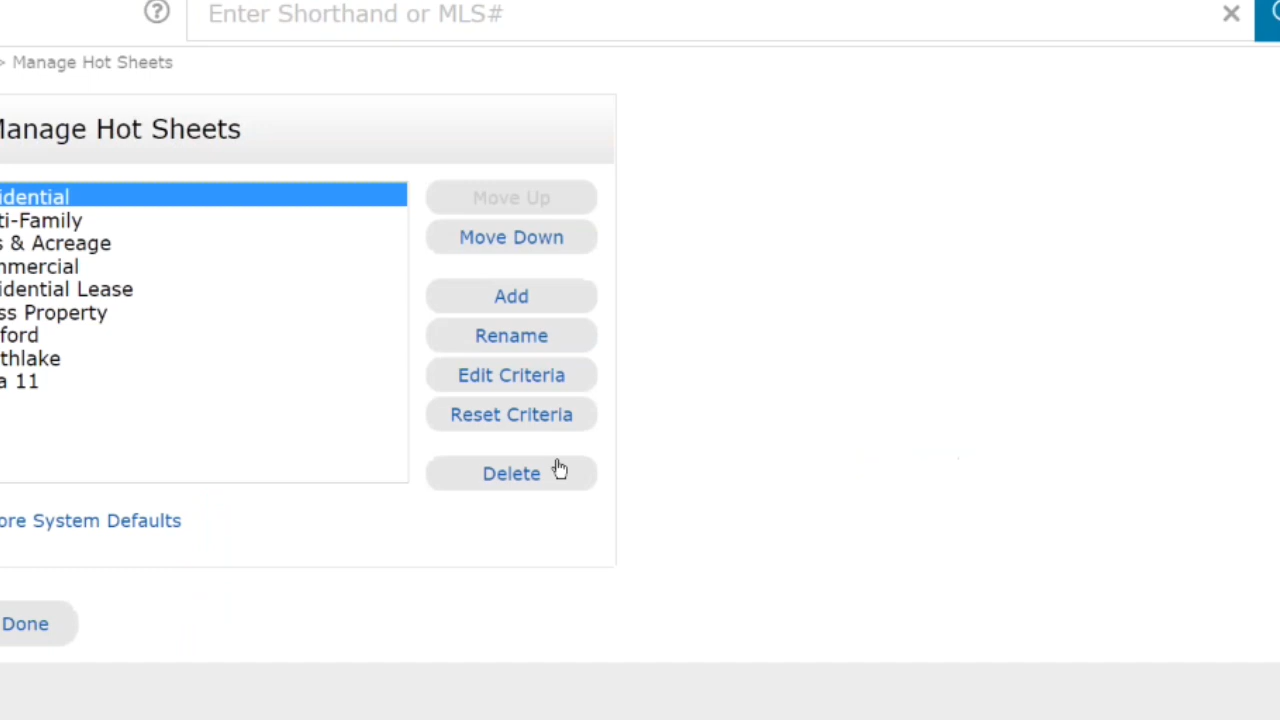 Enter Shorthand or MLS#
> Manage Hot Sheets
Manage Hot Sheets
idential
ti-Family
s & Acreage
mmercial
idential Lease
ss Property
ford
thlake
a 11
Move Up
Move Down
Add
Rename
Edit Criteria
Reset Criteria
Delete
ore System Defaults
Done